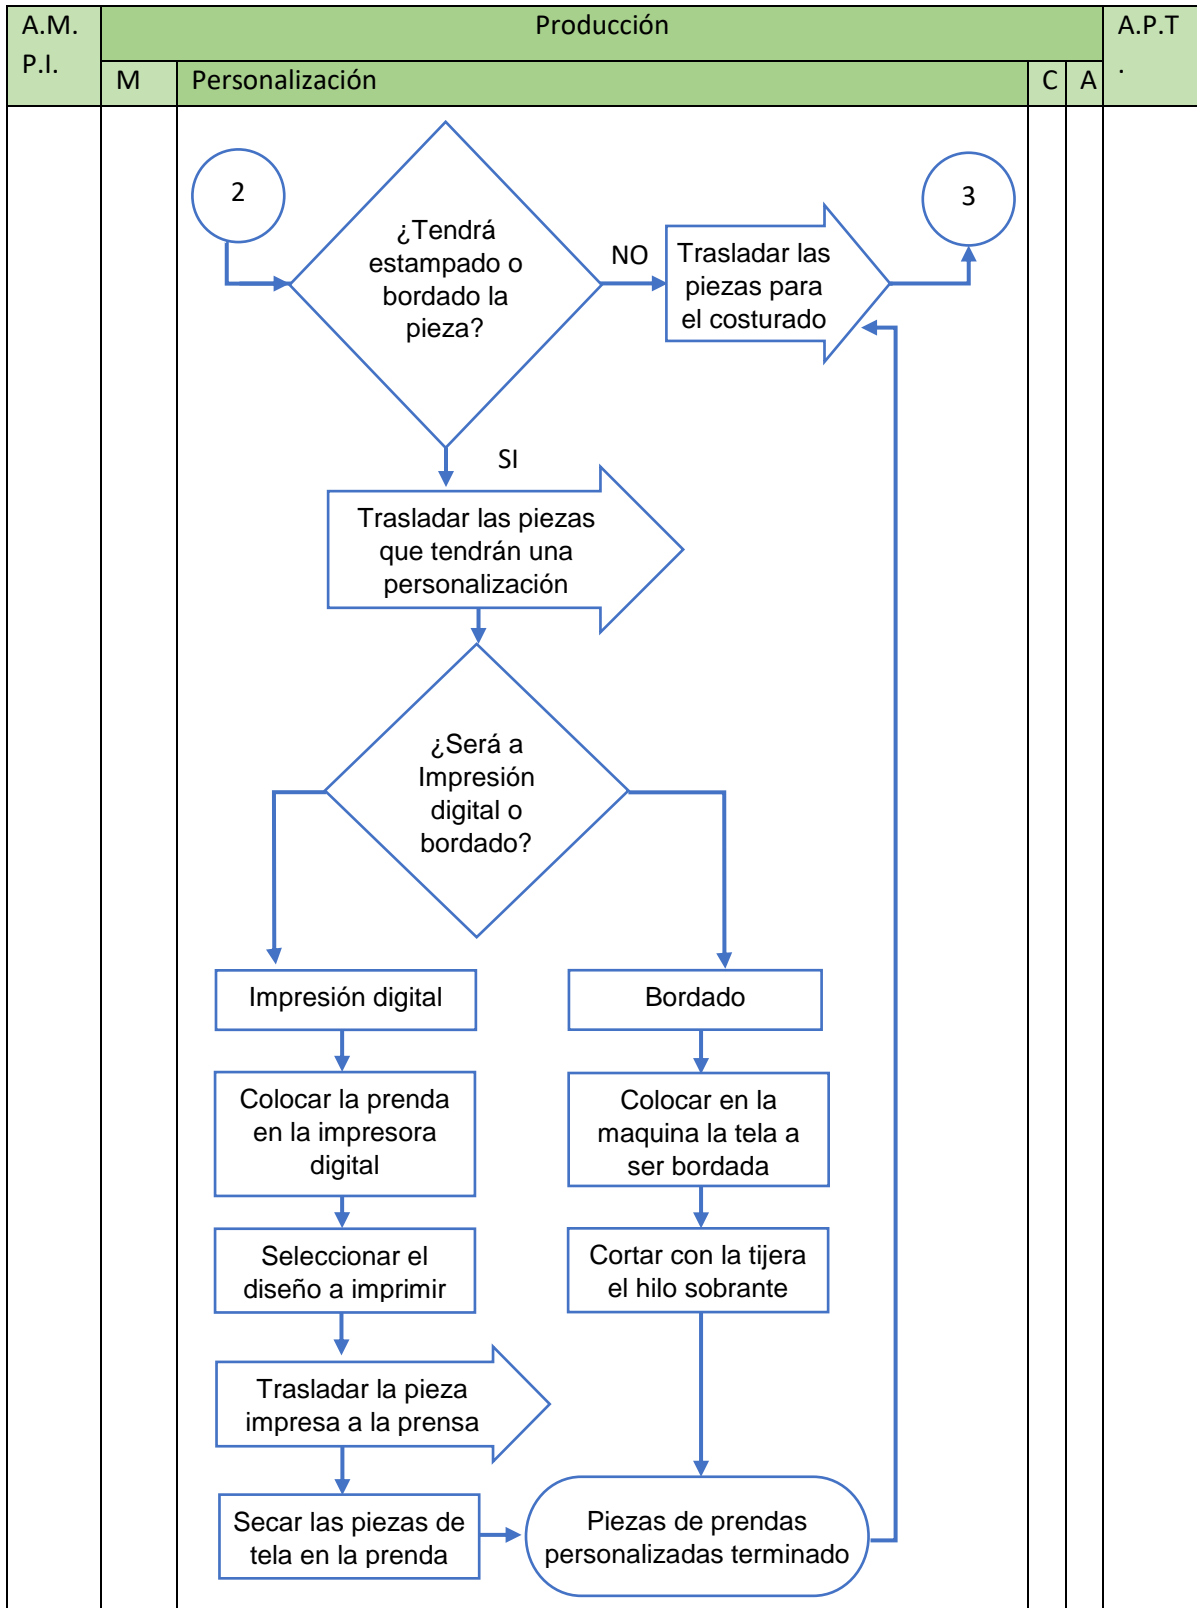 A.M.
P.I.
Producción
A.P.T
.
M
Personalización
C
A
2
¿Tendrá
estampado o
bordado la
pieza?
NO
Trasladar las
piezas para
el costurado
3
SI
Trasladar las piezas
que tendrán una
personalización
¿Será a
Impresión
digital o
bordado?
Impresión digital
Bordado
Colocar la prenda
en la impresora
digital
Colocar en la
maquina la tela a
ser bordada
Seleccionar el
diseño a imprimir
Cortar con la tijera
el hilo sobrante
Trasladar la pieza
impresa a la prensa
Secar las piezas de
tela en la prenda
Piezas de prendas
personalizadas terminado